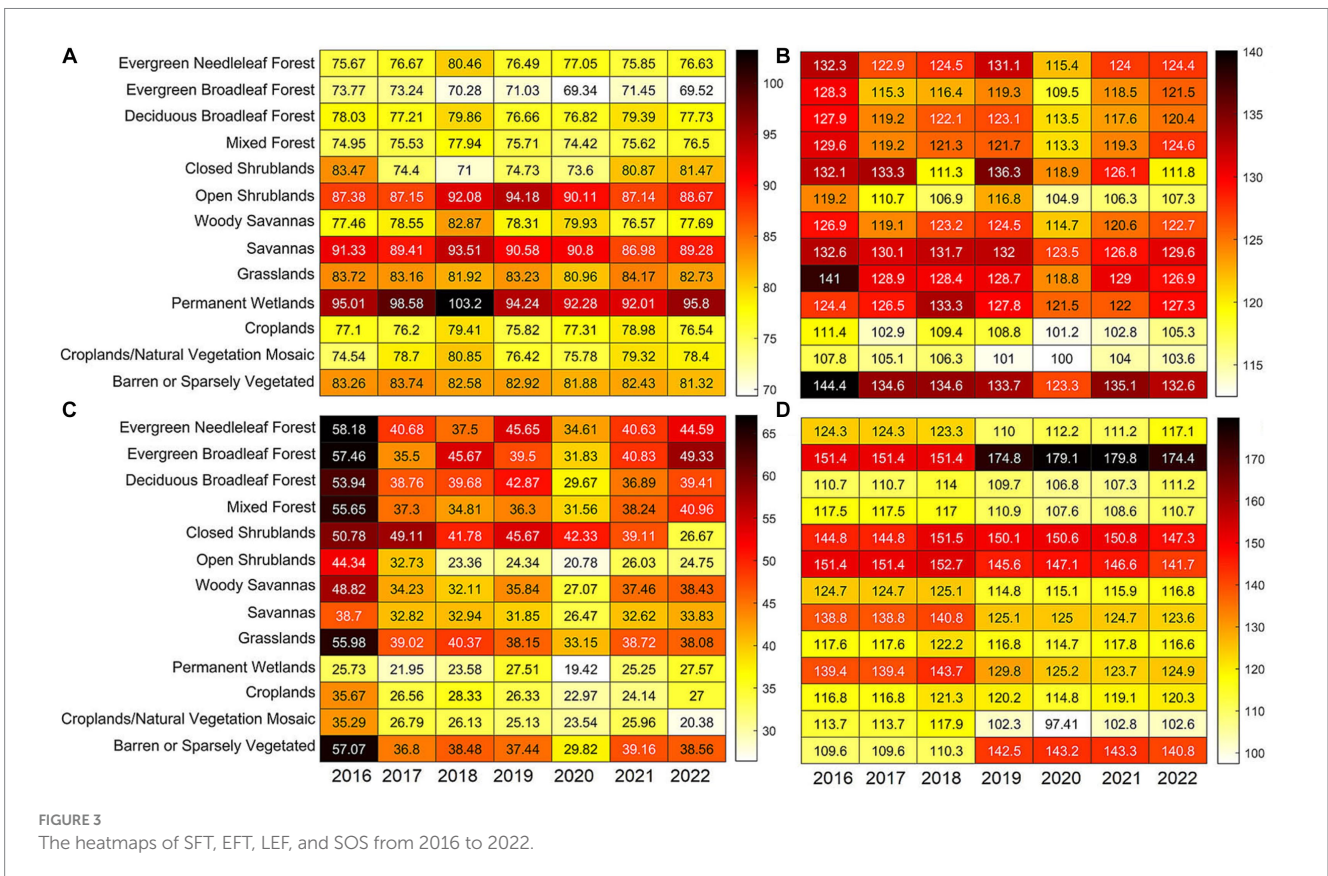 A
B
Evergreen Needleleaf Forest 75.67 76.67 80.46 76.49 77.05 75.85 76.63 132.3 122.9 124.5 131.1 115.4 124 124.4
Evergreen Broadleaf Forest 73.77 73.24 70.28 71.03 69.34 71.45 69.52 128.3 115.3 116.4 119.3 109.5 118.5 121.5
Deciduous Broadleaf Forest 78.03 77.21 79.86 76.66 76.82 79.39 77.73 127.9 119.2 122.1 123.1 113.5 117.6 120.4
Mixed Forest 74.95 75.53 77.94 75.71 74.42 75.62 76.5 129.6 119.2 121.3 121.7 113.3 119.3 124.6
Closed Shrublands 83.47 74.4 71 74.73 73.6 80.87 81.47 132.1 133.3 111.3 136.3 118.9 126.1 111.8
Open Shrublands 87.38 87.15 92.08 94.18 90.11 87.14 88.67 119.2 110.7 106.9 116.8 104.9 106.3 107.3
Woody Savannas 77.46 78.55 82.87 78.31 79.93 76.57 77.69 126.9 119.1 123.2 124.5 114.7 120.6 122.7
Savannas 91.33 89.41 93.51 90.58 90.8 86.98 89.28 132.6 130.1 131.7 132 123.5 126.8 129.6
Grasslands 83.72 83.16 81.92 83.23 80.96 84.17 82.73 141 128.9 128.4 128.7 118.8 129 126.9
Permanent Wetlands 95.01 98.58 103.2 94.24 92.28 92.01 95.8 124.4 126.5 133.3 127.8 121.5 122 127.3
Croplands 77.1 76.2 79.41 75.82 77.31 78.98 76.54 111.4 102.9 109.4 108.8 101.2 102.8 105.3
Croplands/Natural Vegetation Mosaic 74.54 78.7 80.85 76.42 75.78 79.32 78.4 107.8 105.1 106.3 101 100 104 103.6
Barren or Sparsely Vegetated 83.26 83.74 82.58 82.92 81.88 82.43 81.32 144.4 134.6 134.6 133.7 123.3 135.1 132.6
100
90
80
70
140
135
130
125
120
115
C
D
Evergreen Needleleaf Forest 58.18 40.68 37.5 45.65 34.61 40.63 44.59 124.3 124.3 123.3 110 112.2 111.2 117.1
Evergreen Broadleaf Forest 57.46 35.5 45.67 39.5 31.83 40.83 49.33 151.4 151.4 151.4 174.8 179.1 179.8 174.4
Deciduous Broadleaf Forest 53.94 38.76 39.68 42.87 29.67 36.89 39.41 110.7 110.7 114 109.7 106.8 107.3 111.2
Mixed Forest 55.65 37.3 34.81 36.3 31.56 38.24 40.96 117.5 117.5 117 110.9 107.6 108.6 110.7
Closed Shrublands 50.78 49.11 41.78 45.67 42.33 39.11 26.67 144.8 144.8 151.5 150.1 150.6 150.8 147.3
Open Shrublands 44.34 32.73 23.36 24.34 20.78 26.03 24.75 151.4 151.4 152.7 145.6 147.1 146.6 141.7
Woody Savannas 48.82 34.23 32.11 35.84 27.07 37.46 38.43 124.7 124.7 125.1 114.8 115.1 115.9 116.8
Savannas 38.7 32.82 32.94 31.85 26.47 32.62 33.83 138.8 138.8 140.8 125.1 125 124.7 123.6
Grasslands 55.98 39.02 40.37 38.15 33.15 38.72 38.08 117.6 117.6 122.2 116.8 114.7 117.8 116.6
Permanent Wetlands 25.73 21.95 23.58 27.51 19.42 25.25 27.57 139.4 139.4 143.7 129.8 125.2 123.7 124.9
Croplands 35.67 26.56 28.33 26.33 22.97 24.14 27 116.8 116.8 121.3 120.2 114.8 119.1 120.3
Croplands/Natural Vegetation Mosaic 35.29 26.79 26.13 25.13 23.54 25.96 20.38 113.7 113.7 117.9 102.3 97.41 102.8 102.6
Barren or Sparsely Vegetated 57.07 36.8 38.48 37.44 29.82 39.16 38.56 109.6 109.6 110.3 142.5 143.2 143.3 140.8
65
60
55
50
45
40
35
30
170
160
150
140
130
120
110
100
2016 2017 2018 2019 2020 2021 2022 2016 2017 2018 2019 2020 2021 2022
FIGURE 3
The heatmaps of SFT, EFT, LEF, and SOS from 2016 to 2022.